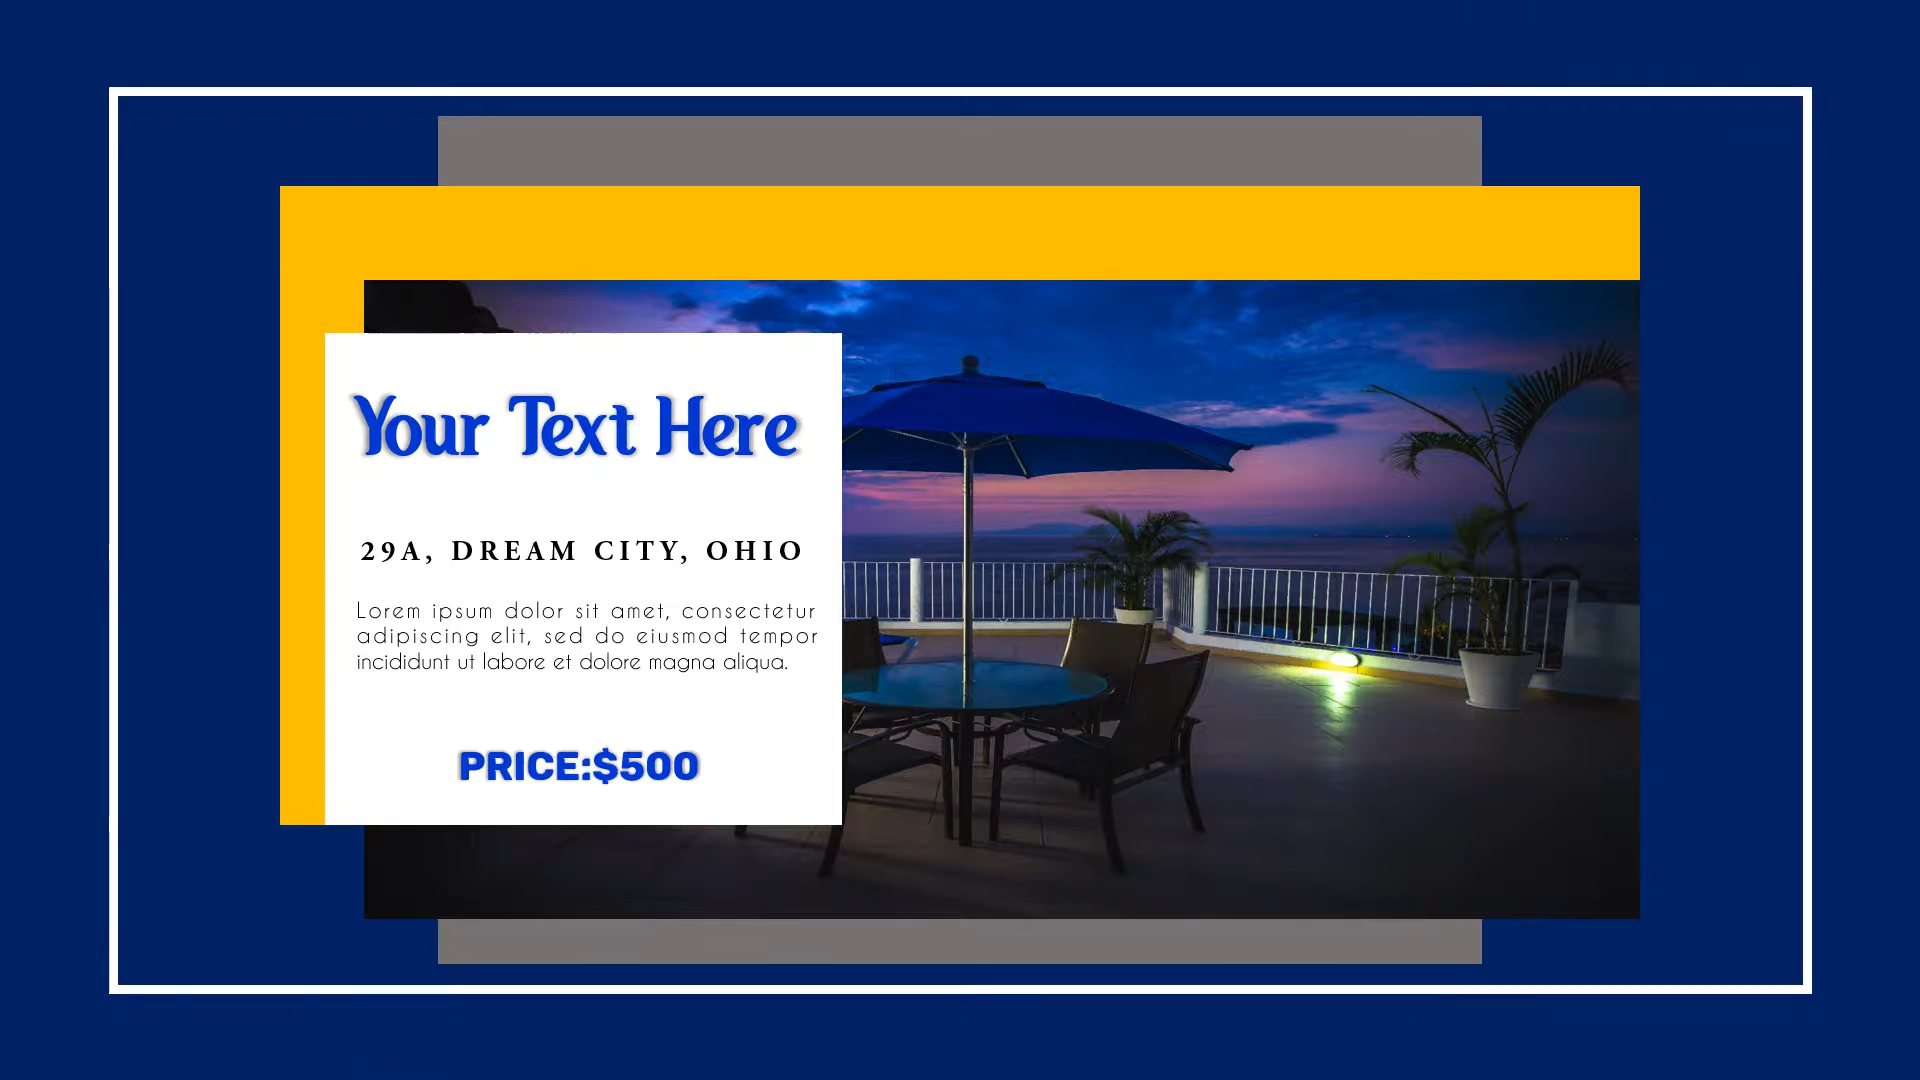 Your Text Here
29A, DREAM CITY, OHIO
Lorem ipsum dolor sit amet, consectetur
adipiscing elit, sed do eiusmod tempor
incididunt ut labore et dolore magna aliqua.
PRICE:$500